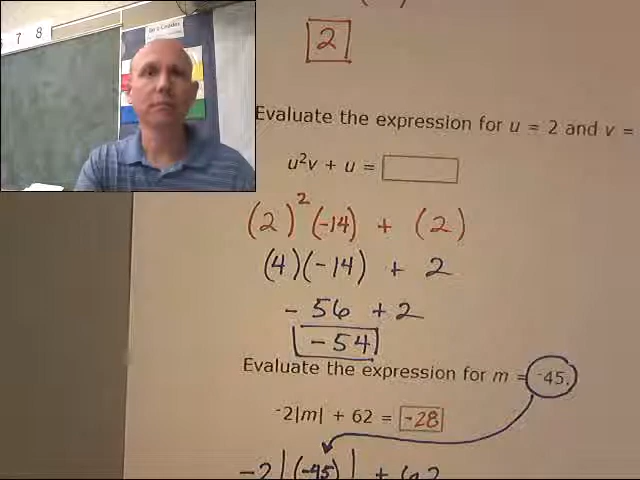 7 8
2
Evaluate the expression for u = 2 and v =
u²v + u =
(2)² (-14) + (2)
(4)(-14) + 2
- 56 + 2
-54
Evaluate the expression for m = -45.
-2|m| + 62 = -28
-2|(-45)| + 62